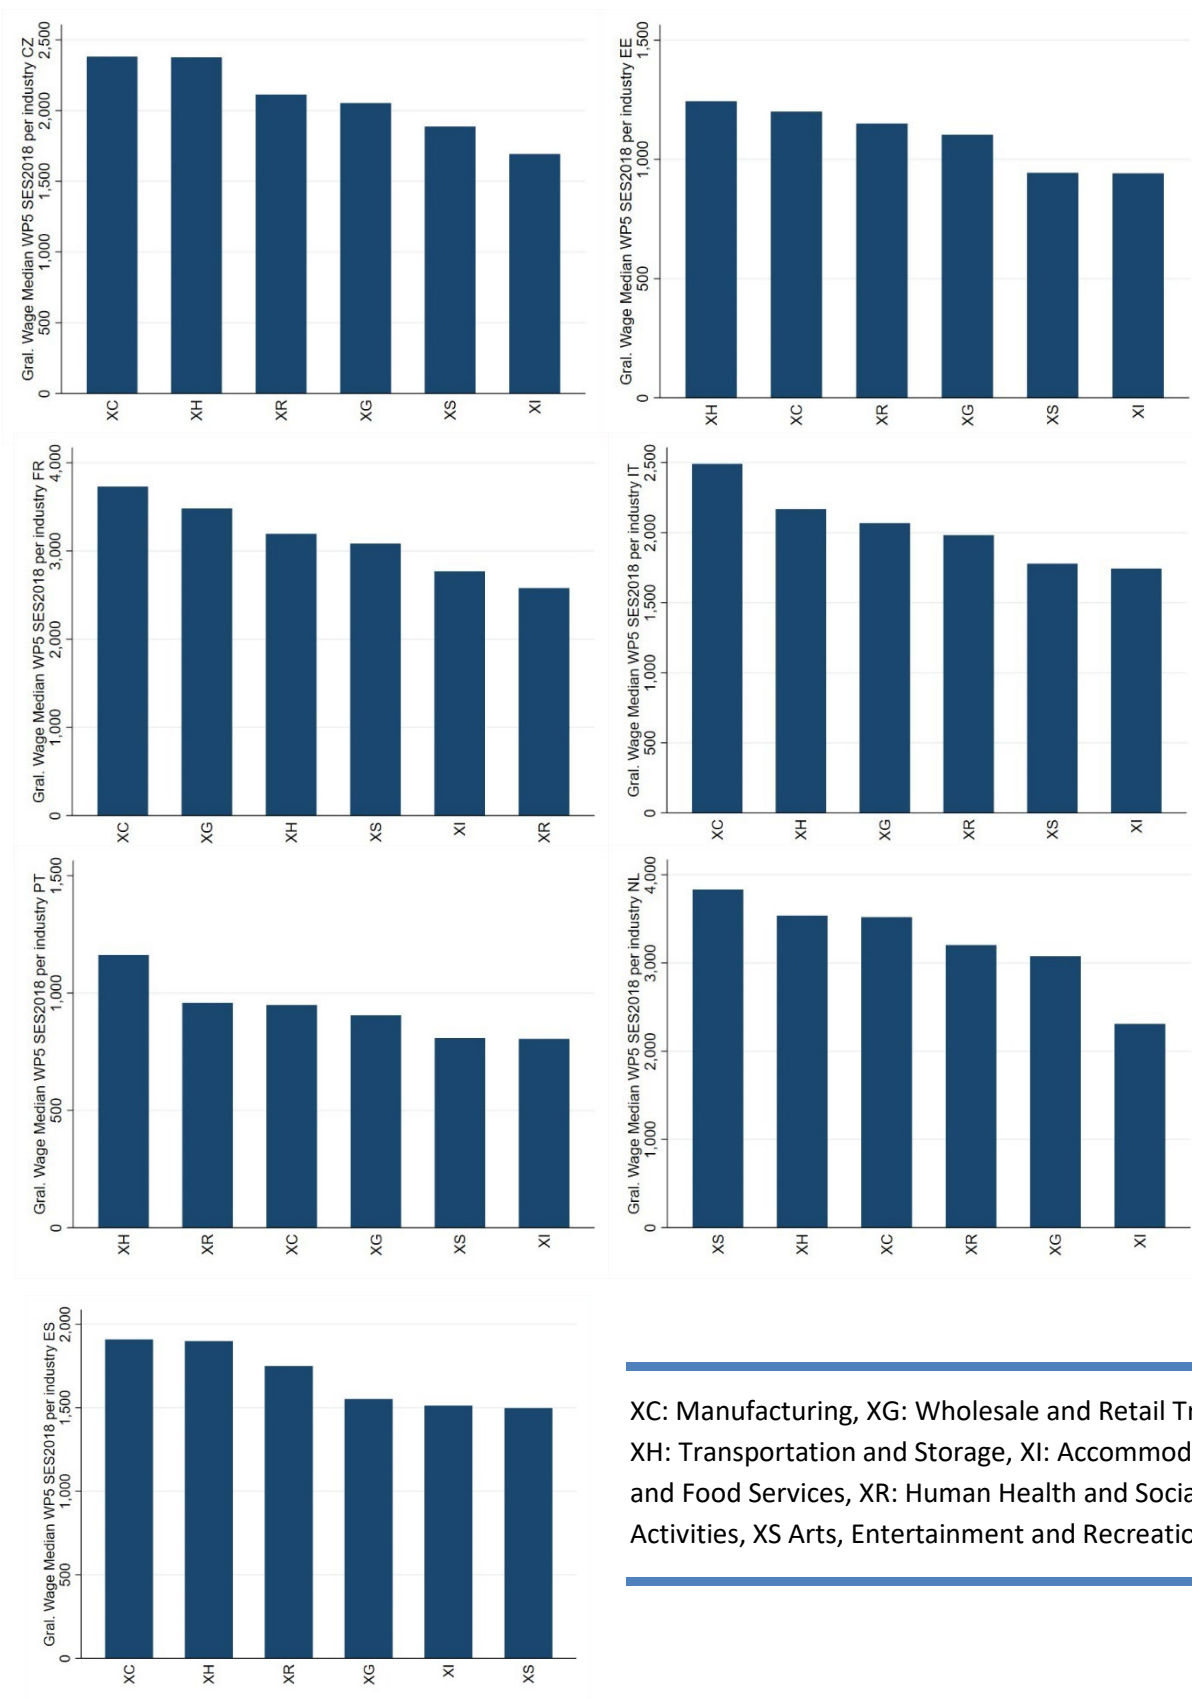 Gral. Wage Median WP5 SES2018 per industry CZ
2,500
2,000
1,500
1,000
500
0
XC XH XR XG XS XI
Gral. Wage Median WP5 SES2018 per industry EE
1,500
1,000
500
0
XH XC XR XG XS XI
Gral. Wage Median WP5 SES2018 per industry FR
4,000
3,000
2,000
1,000
0
XC XG XH XS XI XR
Gral. Wage Median WP5 SES2018 per industry IT
2,500
2,000
1,500
1,000
500
0
XC XH XG XR XS XI
Gral. Wage Median WP5 SES2018 per industry PT
1,500
1,000
500
0
XH XR XC XG XS XI
Gral. Wage Median WP5 SES2018 per industry NL
4,000
3,000
2,000
1,000
0
XS XH XC XR XG XI
Gral. Wage Median WP5 SES2018 per industry ES
2,000
1,500
1,000
500
0
XC XH XR XG XI XS
XC: Manufacturing, XG: Wholesale and Retail Tr
XH: Transportation and Storage, XI: Accommod
and Food Services, XR: Human Health and Socia
Activities, XS Arts, Entertainment and Recreatio